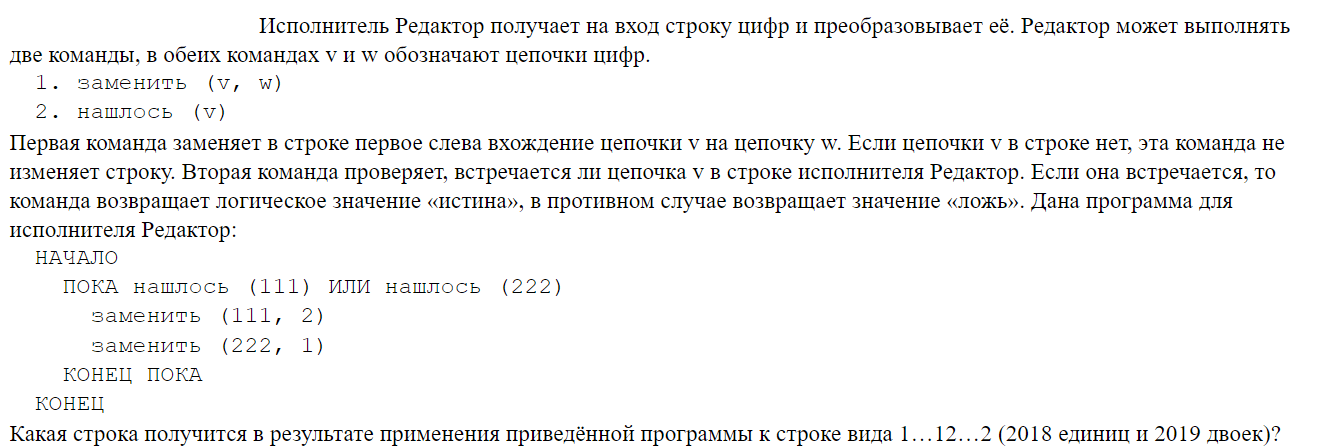 Исполнитель Редактор получает на вход строку цифр и преобразовывает её. Редактор может выполнять
две команды, в обеих командах v и w обозначают цепочки цифр.
1. заменить (v, w)
2. нашлось (v)
Первая команда заменяет в строке первое слева вхождение цепочки v на цепочку w. Если цепочки v в строке нет, эта команда не
изменяет строку. Вторая команда проверяет, встречается ли цепочка v в строке исполнителя Редактор. Если она встречается, то
команда возвращает логическое значение «истина», в противном случае возвращает значение «ложь». Дана программа для
исполнителя Редактор:
НАЧАЛО
ПОКА нашлось (111) ИЛИ нашлось (222)
заменить (111, 2)
заменить (222, 1)
КОНЕЦ ПОКА
КОНЕЦ
Какая строка получится в результате применения приведённой программы к строке вида 1…12…2 (2018 единиц и 2019 двоек)?